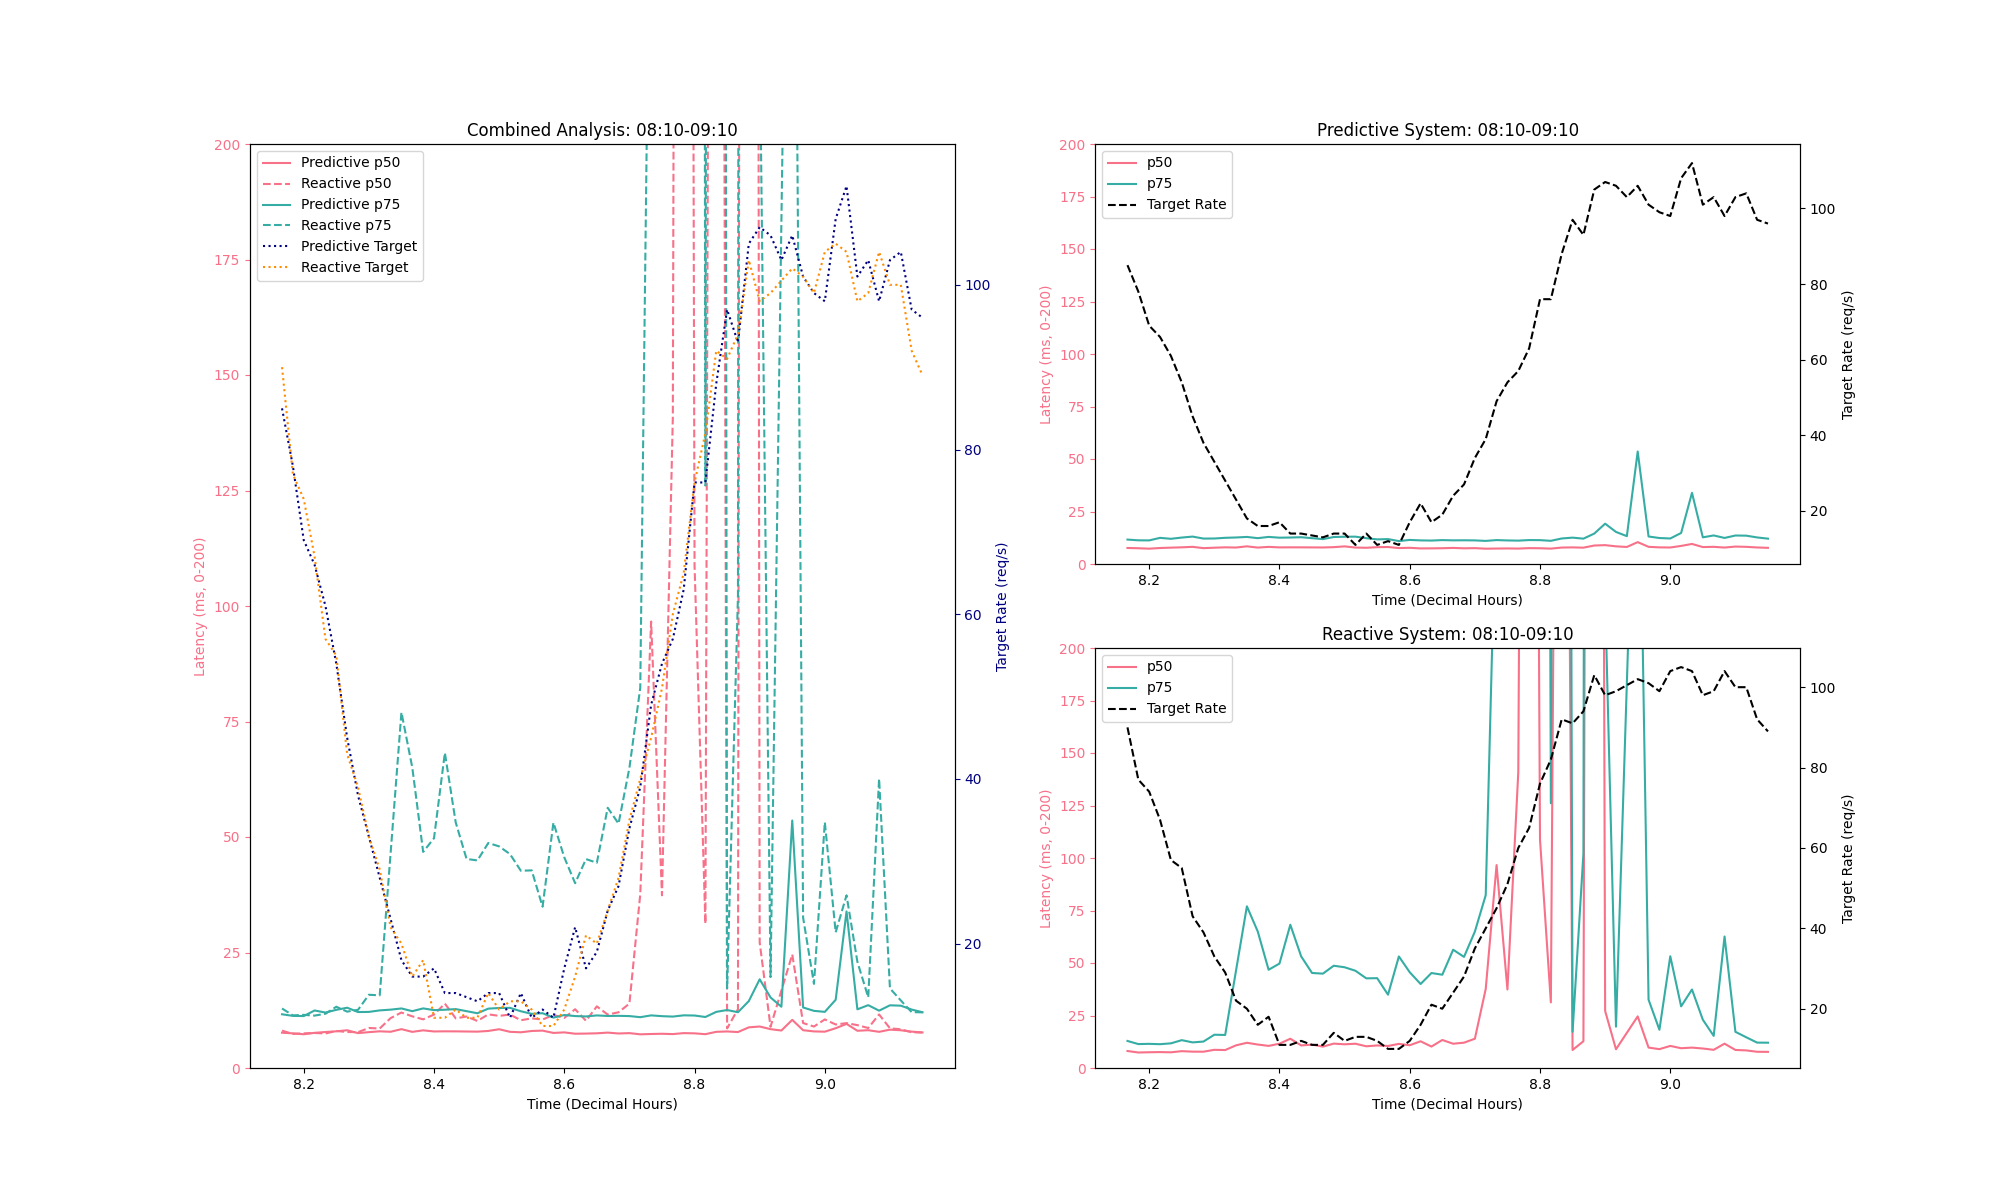 Combined Analysis: 08:10-09:10
Predictive p50
Reactive p50
Predictive p75
Reactive p75
Predictive Target
Reactive Target
200
175
150
125
100
75
50
25
0
Latency (ms, 0-200)
100
80
60
40
20
Target Rate (req/s)
8.2 8.4 8.6 8.8 9.0
Time (Decimal Hours)
Predictive System: 08:10-09:10
p50
p75
Target Rate
200
175
150
125
100
75
50
25
0
Latency (ms, 0-200)
100
80
60
40
20
Target Rate (req/s)
8.2 8.4 8.6 8.8 9.0
Time (Decimal Hours)
Reactive System: 08:10-09:10
p50
p75
Target Rate
200
175
150
125
100
75
50
25
0
Latency (ms, 0-200)
100
80
60
40
20
Target Rate (req/s)
8.2 8.4 8.6 8.8 9.0
Time (Decimal Hours)